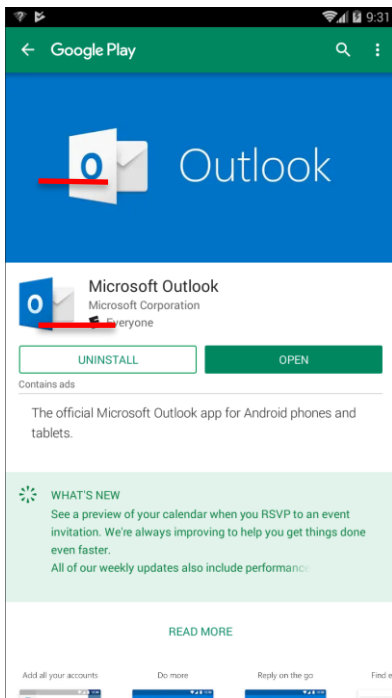 9:31
Google Play
O
Outlook
O
Microsoft Outlook
Microsoft Corporation
Everyone
UNINSTALL
OPEN
Contains ads
The official Microsoft Outlook app for Android phones and
tablets.
WHAT'S NEW
See a preview of your calendar when you RSVP to an event
invitation. We're always improving to help you get things done
even faster.
All of our weekly updates also include performance
READ MORE
Add all your accounts
Do more
Reply on the go
Find